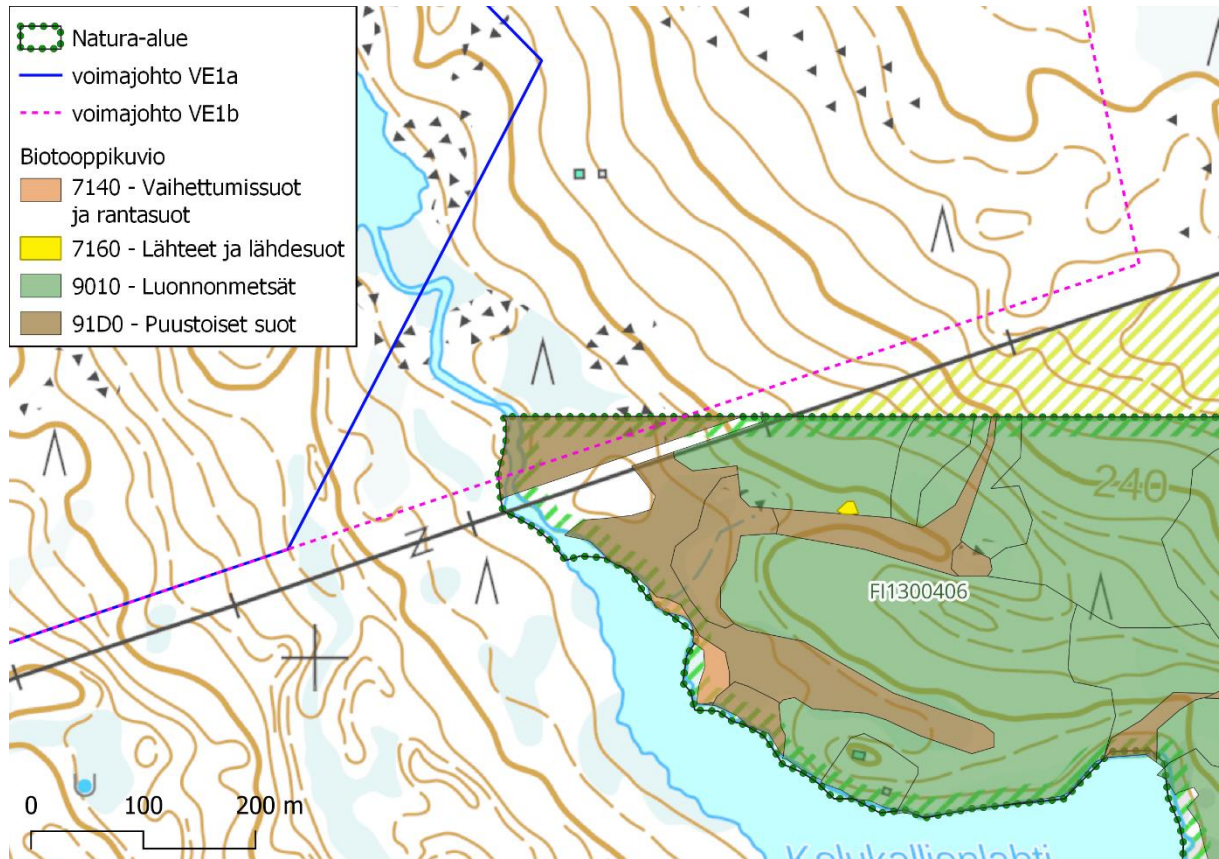 Natura-alue
voimajohto VE1a
voimajohto VE1b
Biotooppikuvio
7140 - Vaihettumissuot
ja rantasuot
7160 - Lähteet ja lähdesuot
9010 - Luonnonmetsät
91D0 - Puustoiset suot
240
Z
FI1300406
0 100 200 m